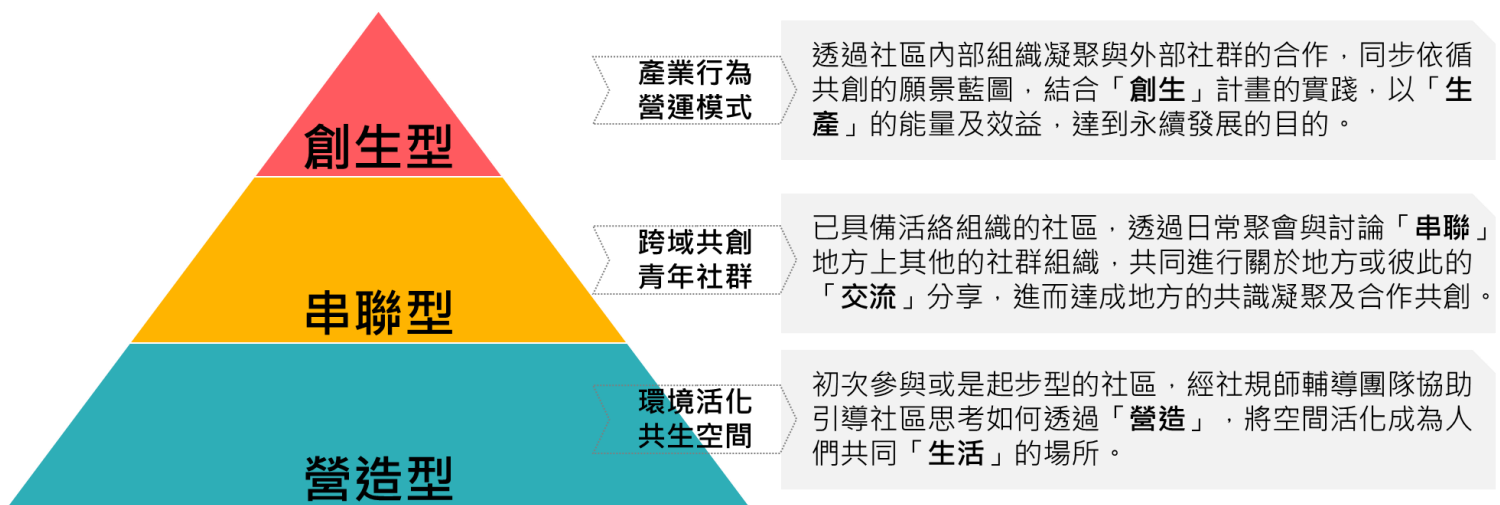 創生型
產業行為
營運模式
透過社區內部組織凝聚與外部社群的合作，同步依循
共創的願景藍圖，結合「創生」計畫的實踐，以「生
產」的能量及效益，達到永續發展的目的。
串聯型
跨域共創
青年社群
已具備活絡組織的社區，透過日常聚會與討論「串聯」
地方上其他的社群組織，共同進行關於地方或彼此的
「交流」分享，進而達成地方的共識凝聚及合作共創。
營造型
環境活化
共生空間
初次參與或是起步型的社區，經社規師輔導團隊協助
引導社區思考如何透過「營造」，將空間活化成為人
們共同「生活」的場所。